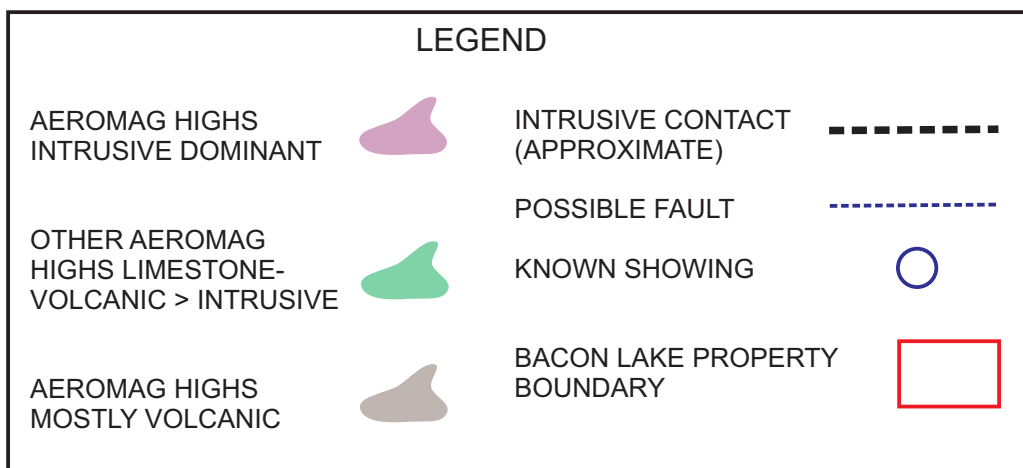 LEGEND
AEROMAG HIGHS
INTRUSIVE DOMINANT
OTHER AEROMAG
HIGHS LIMESTONE-
VOLCANIC > INTRUSIVE
AEROMAG HIGHS
MOSTLY VOLCANIC
INTRUSIVE CONTACT
(APPROXIMATE)
POSSIBLE FAULT
KNOWN SHOWING
BACON LAKE PROPERTY
BOUNDARY